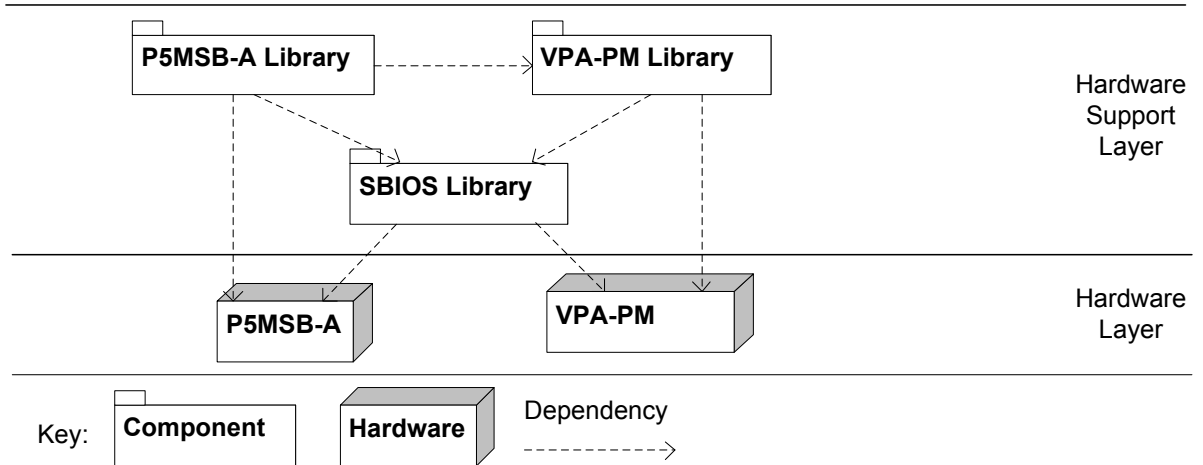 P5MSB-A Library
VPA-PM Library
Hardware
Support
Layer
SBIOS Library
P5MSB-A
VPA-PM
Hardware
Layer
Key:
Component
Hardware
Dependency